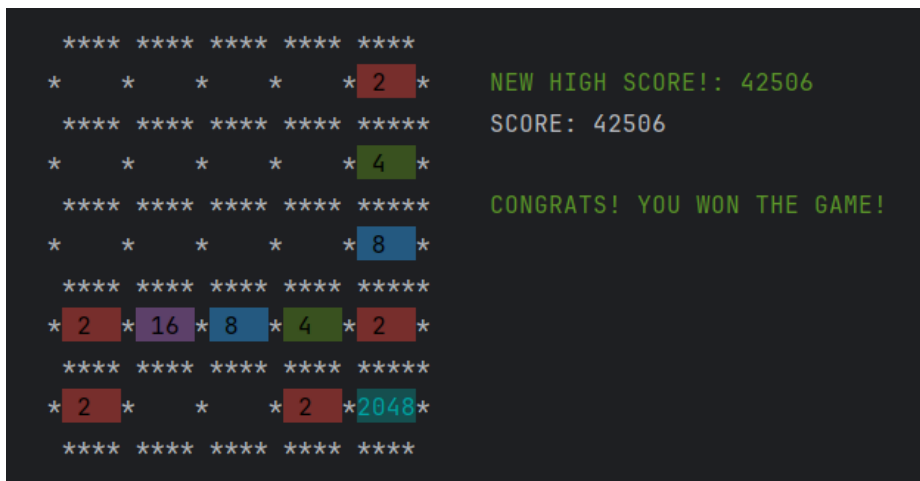 **** **** **** **** ****
* * * * * 2 * NEW HIGH SCORE!: 42506
**** **** **** **** ***** SCORE: 42506
* * * * * 4 *
**** **** **** **** ***** CONGRATS! YOU WON THE GAME!
* * * * * 8 *
**** **** **** **** *****
* 2 * 16 * 8 * 4 * 2 *
**** **** **** **** *****
* 2 * * * 2 *2048*
**** **** **** **** ****